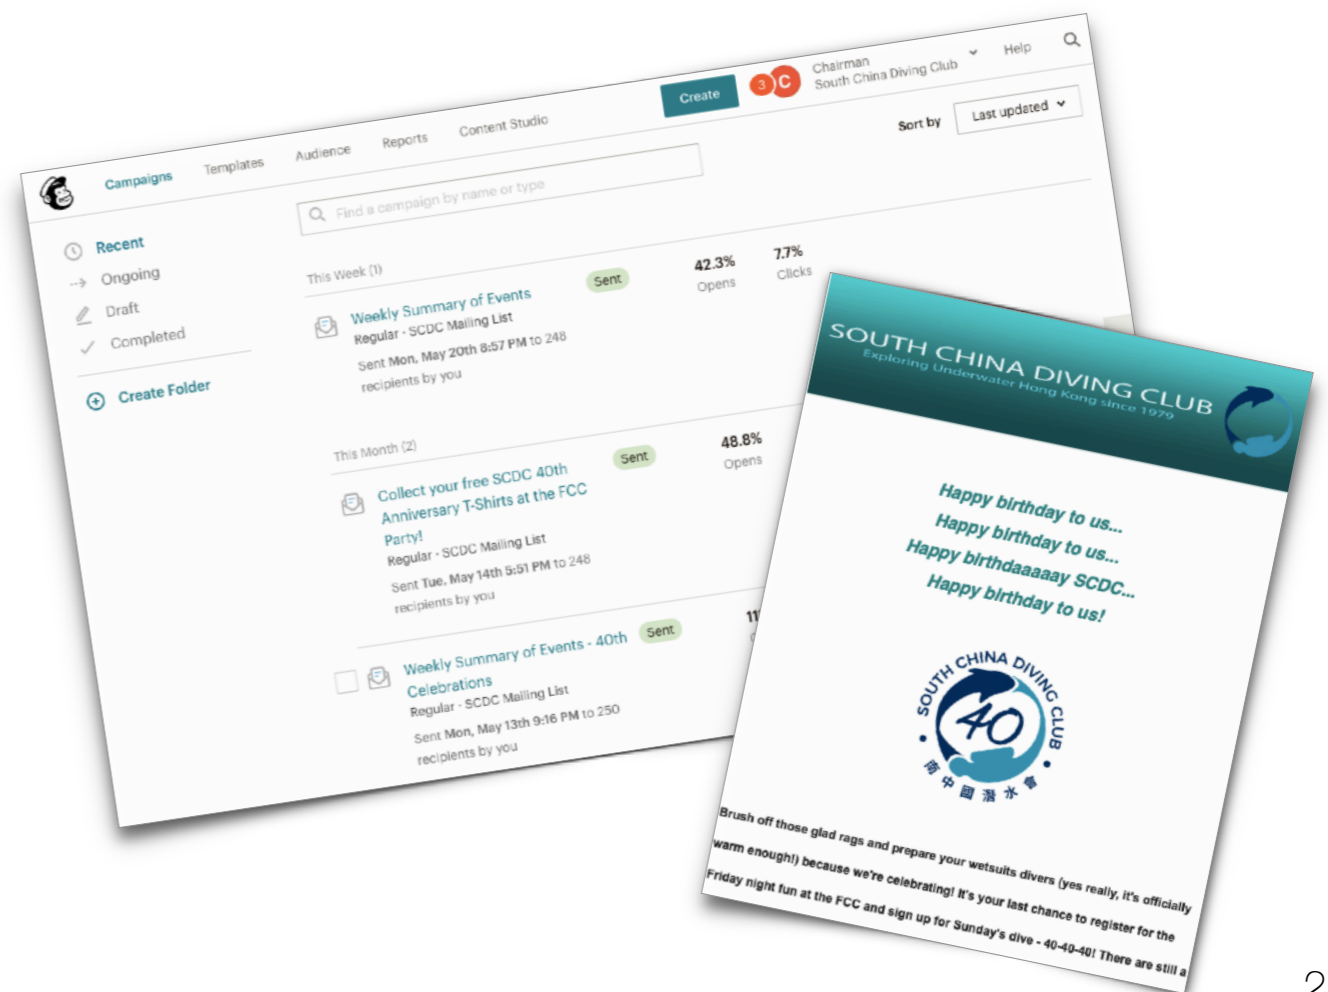 Campaigns
Templates
Audience
Reports
Content Studio
Create
3
C
Chairman
South China Diving Club
Help
Find a campaign by name or type
Sort by
Last updated
Recent
Ongoing
Draft
Completed
Create Folder
This Week (1)
Weekly Summary of Events
Regular · SCDC Mailing List
Sent Mon, May 20th 8:57 PM to 248
recipients by you
Sent
42.3%
Opens
7.7%
Clicks
This Month (2)
Collect your free SCDC 40th
Anniversary T-Shirts at the FCC
Party!
Regular · SCDC Mailing List
Sent Tue, May 14th 5:51 PM to 248
recipients by you
Sent
48.8%
Opens
Weekly Summary of Events - 40th
Celebrations
Regular · SCDC Mailing List
Sent Mon, May 13th 9:16 PM to 250
recipients by you
Sent
SOUTH CHINA DIVING CLUB
Exploring Underwater Hong Kong since 1979
Happy birthday to us...
Happy birthday to us...
Happy birthdaaaaay SCDC...
Happy birthday to us!
SOUTH CHINA DIVING CLUB
40
南中國潛水會
Brush off those glad rags and prepare your wetsuits divers (yes really, it's officially
warm enough!) because we're celebrating! It's your last chance to register for the
Friday night fun at the FCC and sign up for Sunday's dive - 40-40-40! There are still a
2